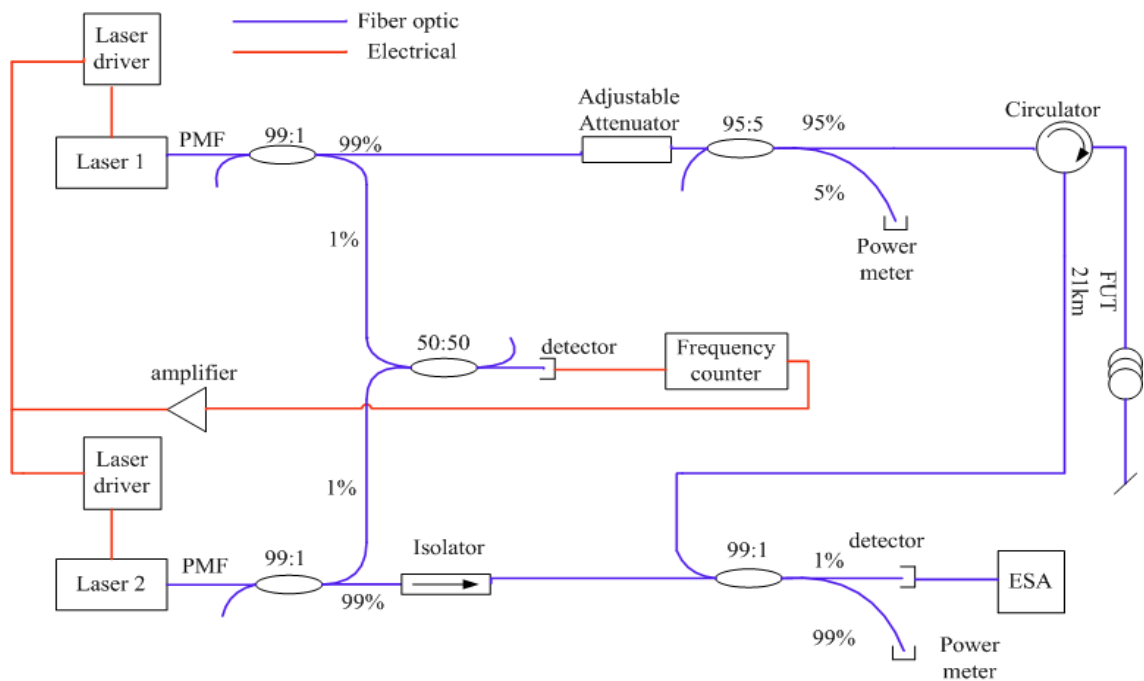 Fiber optic
Electrical
Laser
driver
Laser 1
PMF
99:1
99%
Adjustable
Attenuator
95:5
95%
5%
Power
meter
Circulator
1%
FUT
21km
50:50
detector
Frequency
counter
amplifier
Laser
driver
1%
Laser 2
PMF
99:1
99%
Isolator
99:1
1%
detector
99%
Power
meter
ESA